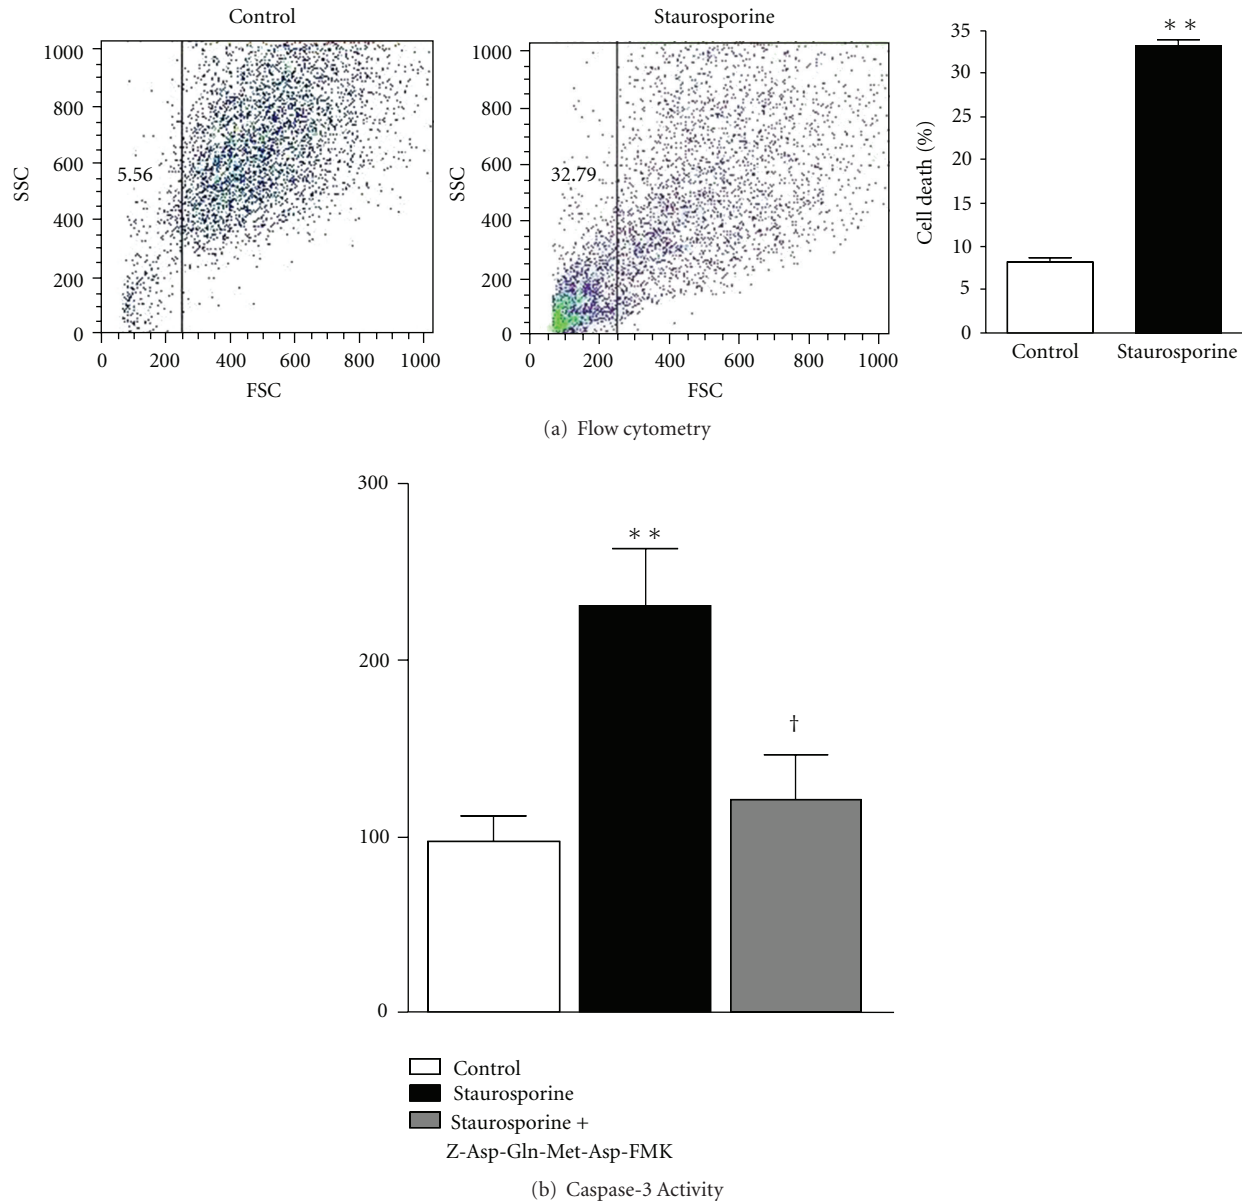 Control
1000
800
600
400
200
0
SSC
5.56
0 200 400 600 800 1000
FSC
Staurosporine
1000
800
600
400
200
0
SSC
32.79
0 200 400 600 800 1000
FSC
35
30
25
20
15
10
5
0
Cell death (%)
∗∗
Control Staurosporine
(a) Flow cytometry
300
200
100
0
∗∗
†
Control
Staurosporine
Staurosporine +
Z-Asp-Gln-Met-Asp-FMK
(b) Caspase-3 Activity